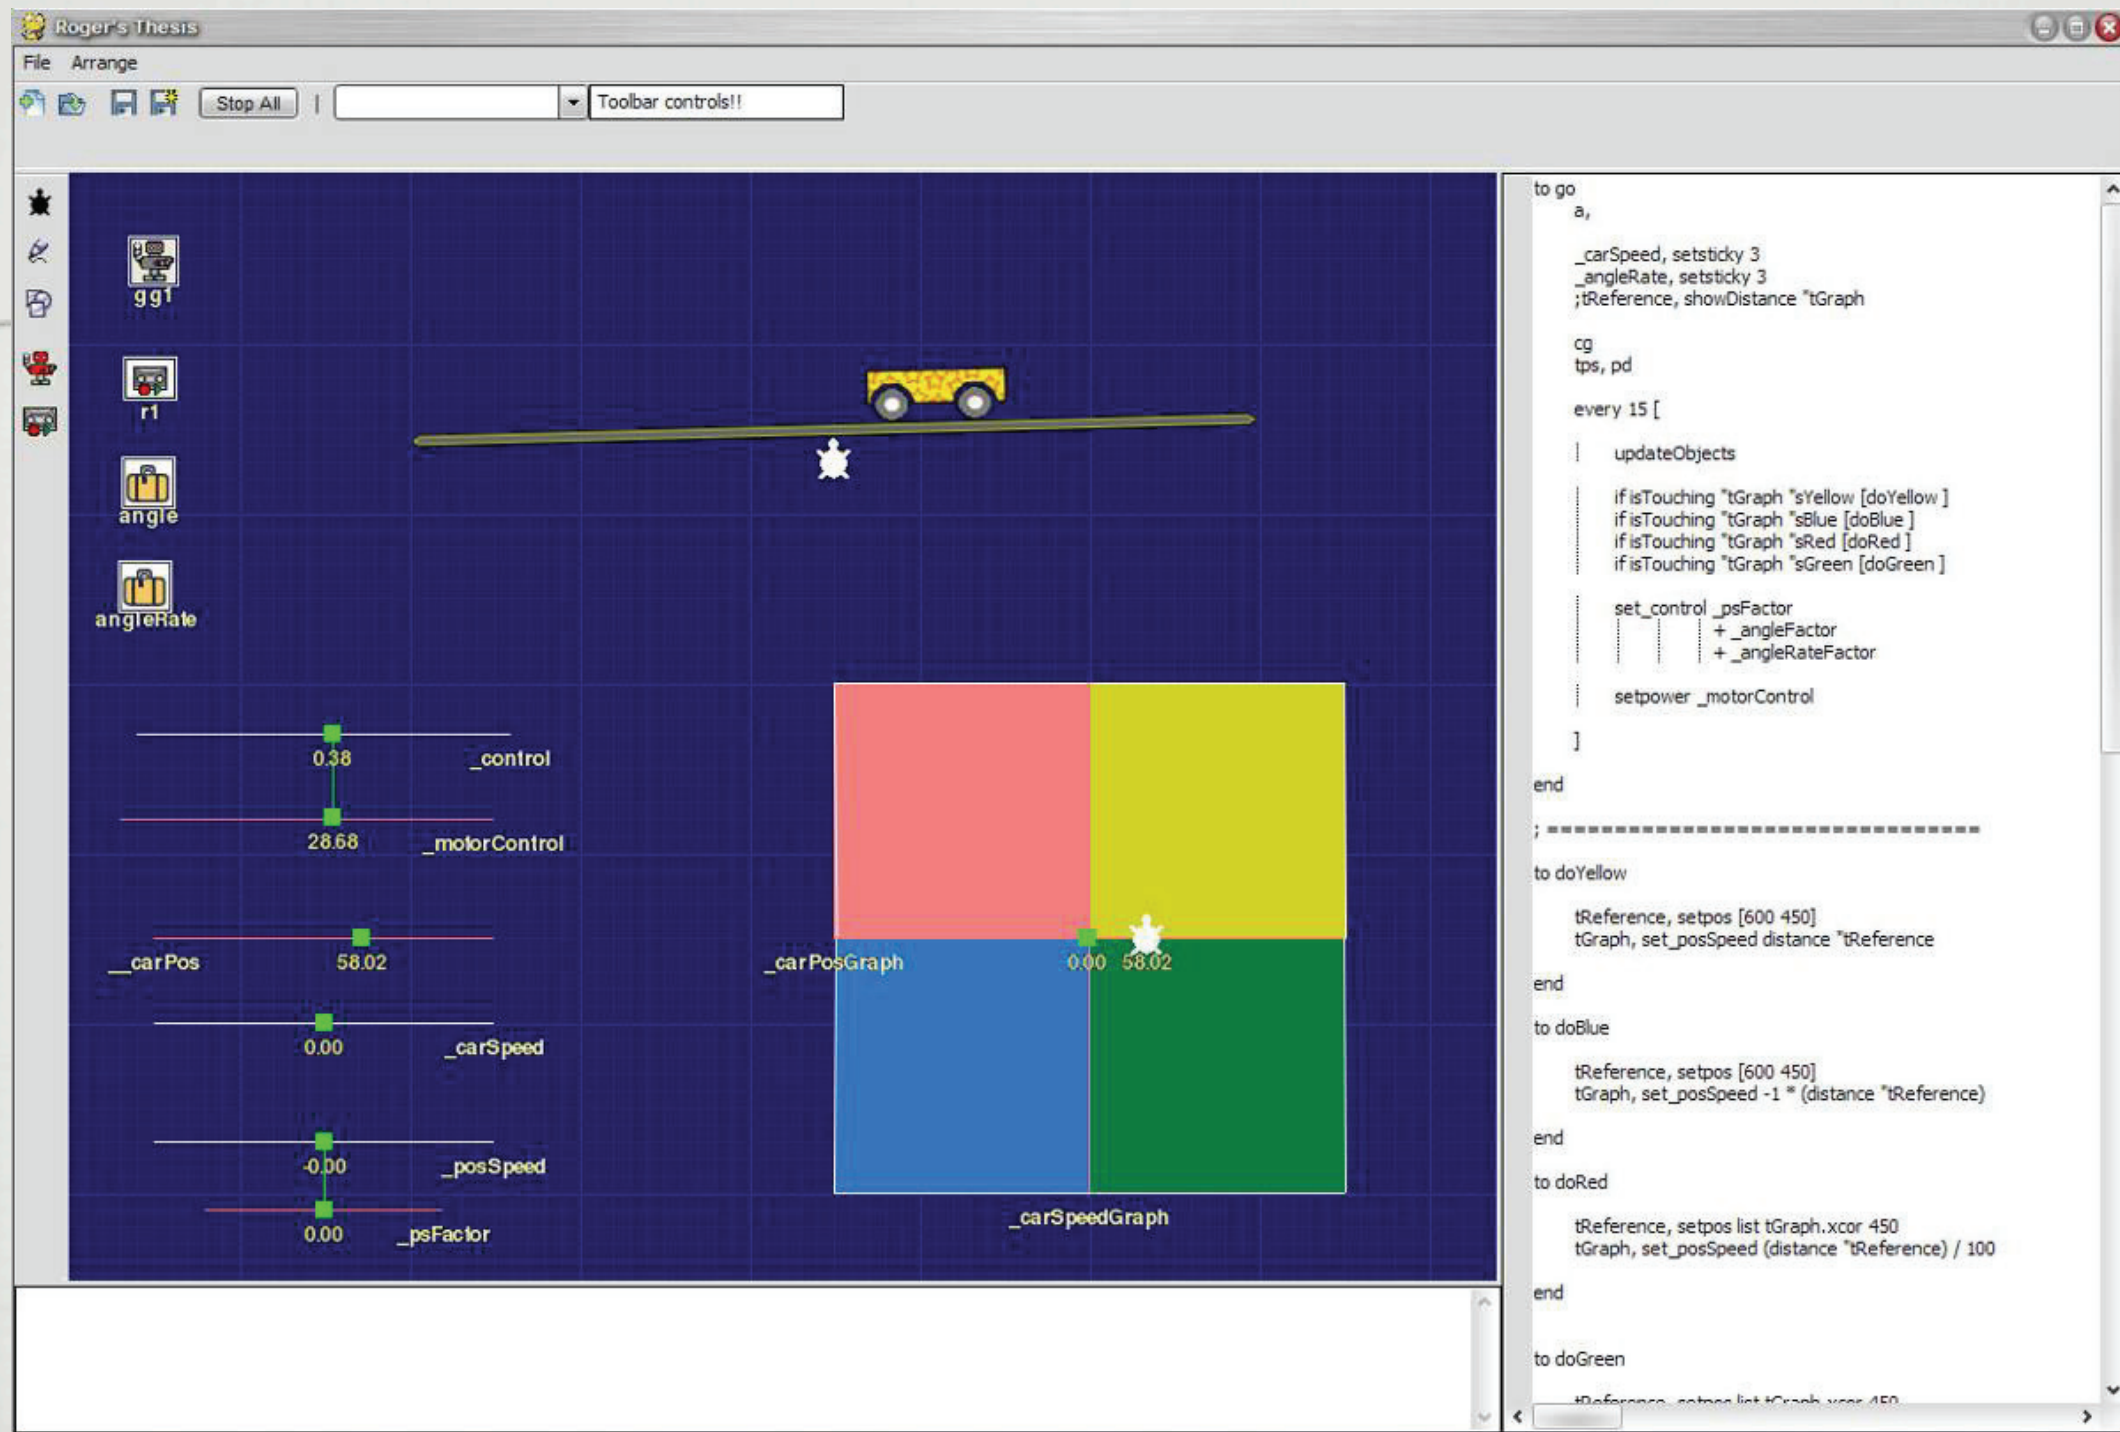 Roger's Thesis
File Arrange
Stop All | Toolbar controls!!
gg1
r1
angle
angleRate
0.38 _control
28.68 _motorControl
__carPos 58.02
0.00 _carSpeed
-0.00 _posSpeed
0.00 _psFactor
_carPosGraph 0.00 58.02
_carSpeedGraph
to go
a,
_carSpeed, setsticky 3
_angleRate, setsticky 3
;tReference, showDistance "tGraph
cg
tps, pd
every 15 [
updateObjects
if isTouching "tGraph "sYellow [doYellow ]
if isTouching "tGraph "sBlue [doBlue ]
if isTouching "tGraph "sRed [doRed ]
if isTouching "tGraph "sGreen [doGreen ]
set_control _psFactor
+ _angleFactor
+ _angleRateFactor
setpower _motorControl
]
end
; ================================
to doYellow
tReference, setpos [600 450]
tGraph, set_posSpeed distance "tReference
end
to doBlue
tReference, setpos [600 450]
tGraph, set_posSpeed -1 * (distance "tReference)
end
to doRed
tReference, setpos list tGraph.xcor 450
tGraph, set_posSpeed (distance "tReference) / 100
end
to doGreen
tReference, setpos list tGraph.xcor 450